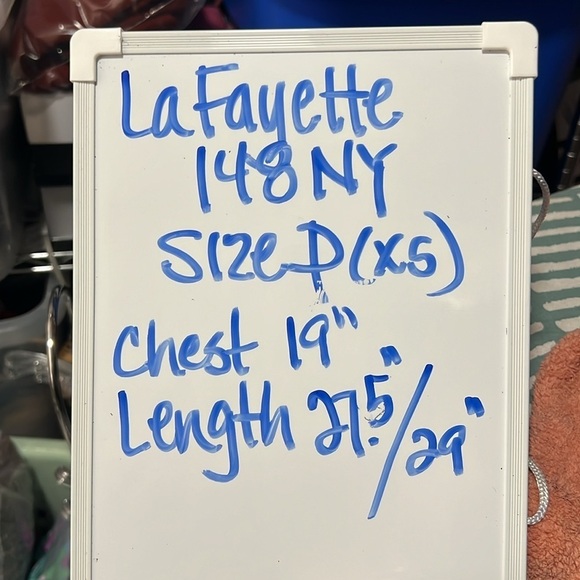 LaFayette
148 NY
Size P (XS)
Chest 19"
Length 27.5"/29"